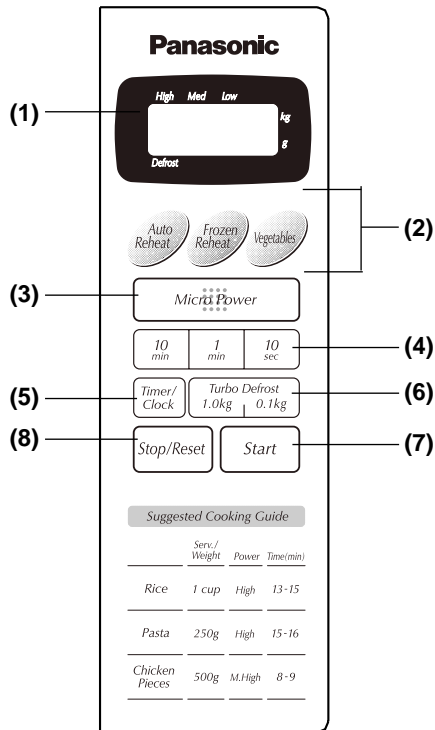 Panasonic
High Med Low
(1)
kg
g
Defrost
(2)
Auto Reheat
Frozen Reheat
Vegetables
(3)
Micro Power
10 min
1 min
10 sec
(4)
(5)
Timer/Clock
Turbo Defrost
1.0kg 0.1kg
(6)
(8)
Stop/Reset
Start
(7)
Suggested Cooking Guide
Serv./Weight Power Time(min)
Rice 1 cup High 13-15
Pasta 250g High 15-16
Chicken Pieces 500g M.High 8-9